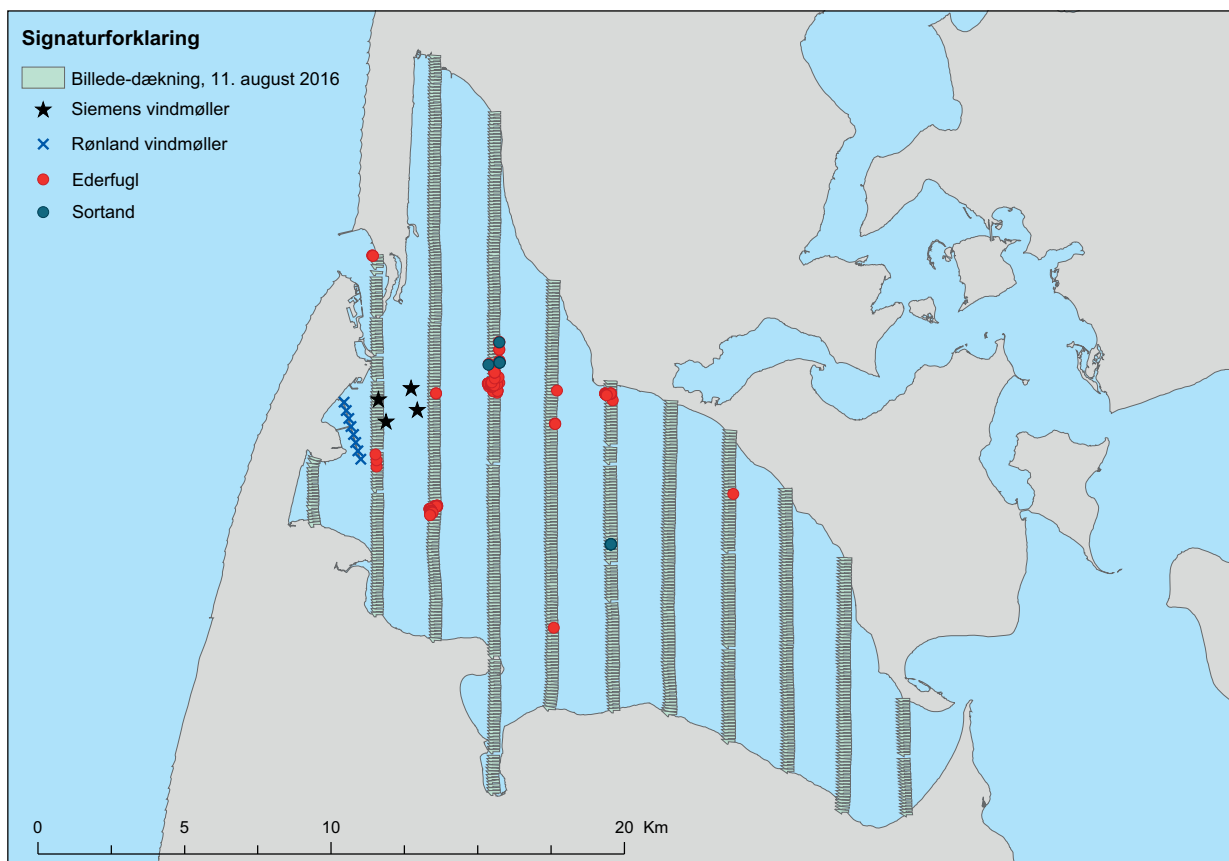 Signaturforklaring
Billede-dækning, 11. august 2016
Siemens vindmøller
Rønland vindmøller
Ederfugl
Sortand
0 5 10 20 Km